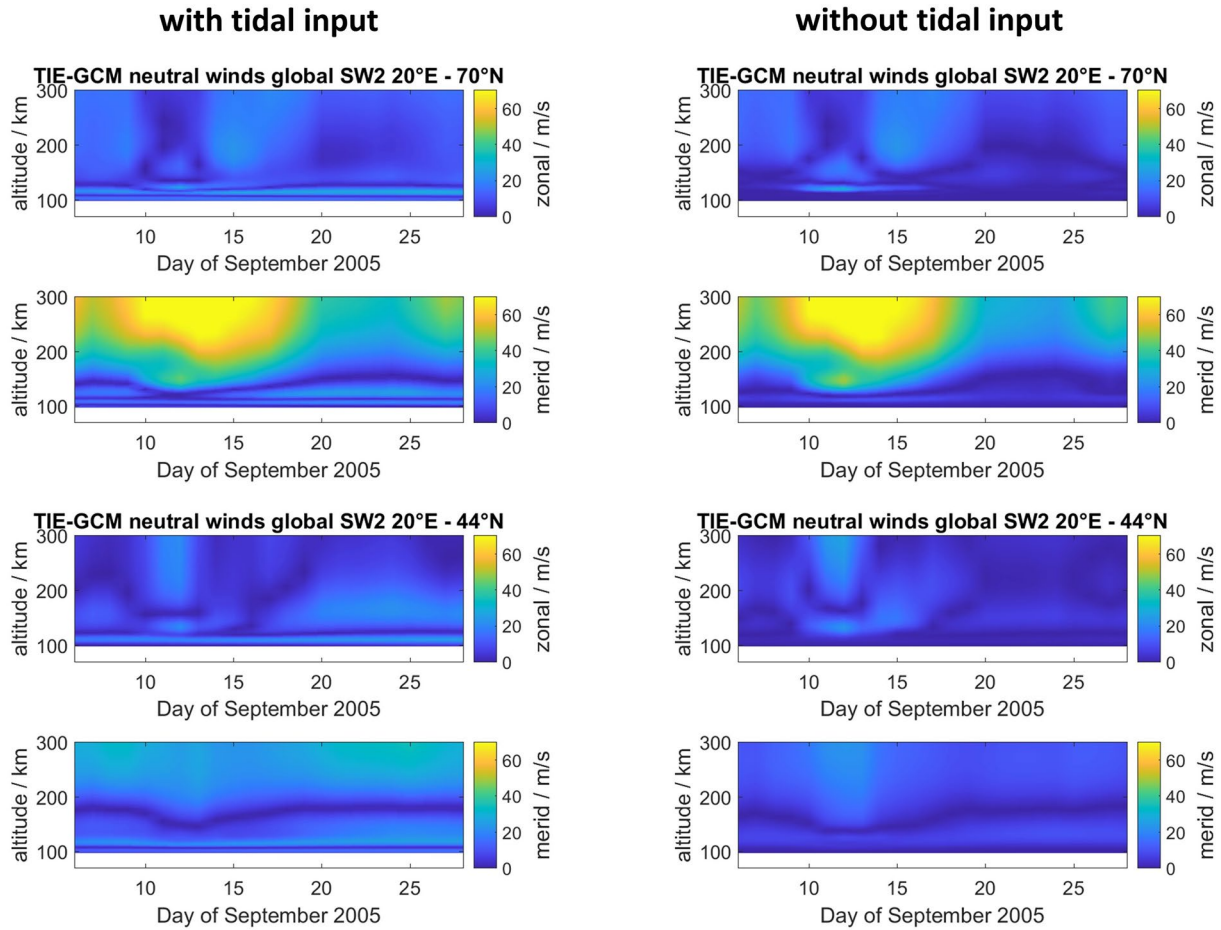 with tidal input
without tidal input
TIE-GCM neutral winds global SW2 20°E - 70°N
300
200
100
altitude / km
10 15 20 25
Day of September 2005
60
40
20
0
zonal / m/s
TIE-GCM neutral winds global SW2 20°E - 70°N
300
200
100
altitude / km
10 15 20 25
Day of September 2005
60
40
20
0
zonal / m/s
300
200
100
altitude / km
10 15 20 25
Day of September 2005
60
40
20
0
merid / m/s
300
200
100
altitude / km
10 15 20 25
Day of September 2005
60
40
20
0
merid / m/s
TIE-GCM neutral winds global SW2 20°E - 44°N
300
200
100
altitude / km
10 15 20 25
Day of September 2005
60
40
20
0
zonal / m/s
TIE-GCM neutral winds global SW2 20°E - 44°N
300
200
100
altitude / km
10 15 20 25
Day of September 2005
60
40
20
0
zonal / m/s
300
200
100
altitude / km
10 15 20 25
Day of September 2005
60
40
20
0
merid / m/s
300
200
100
altitude / km
10 15 20 25
Day of September 2005
60
40
20
0
merid / m/s